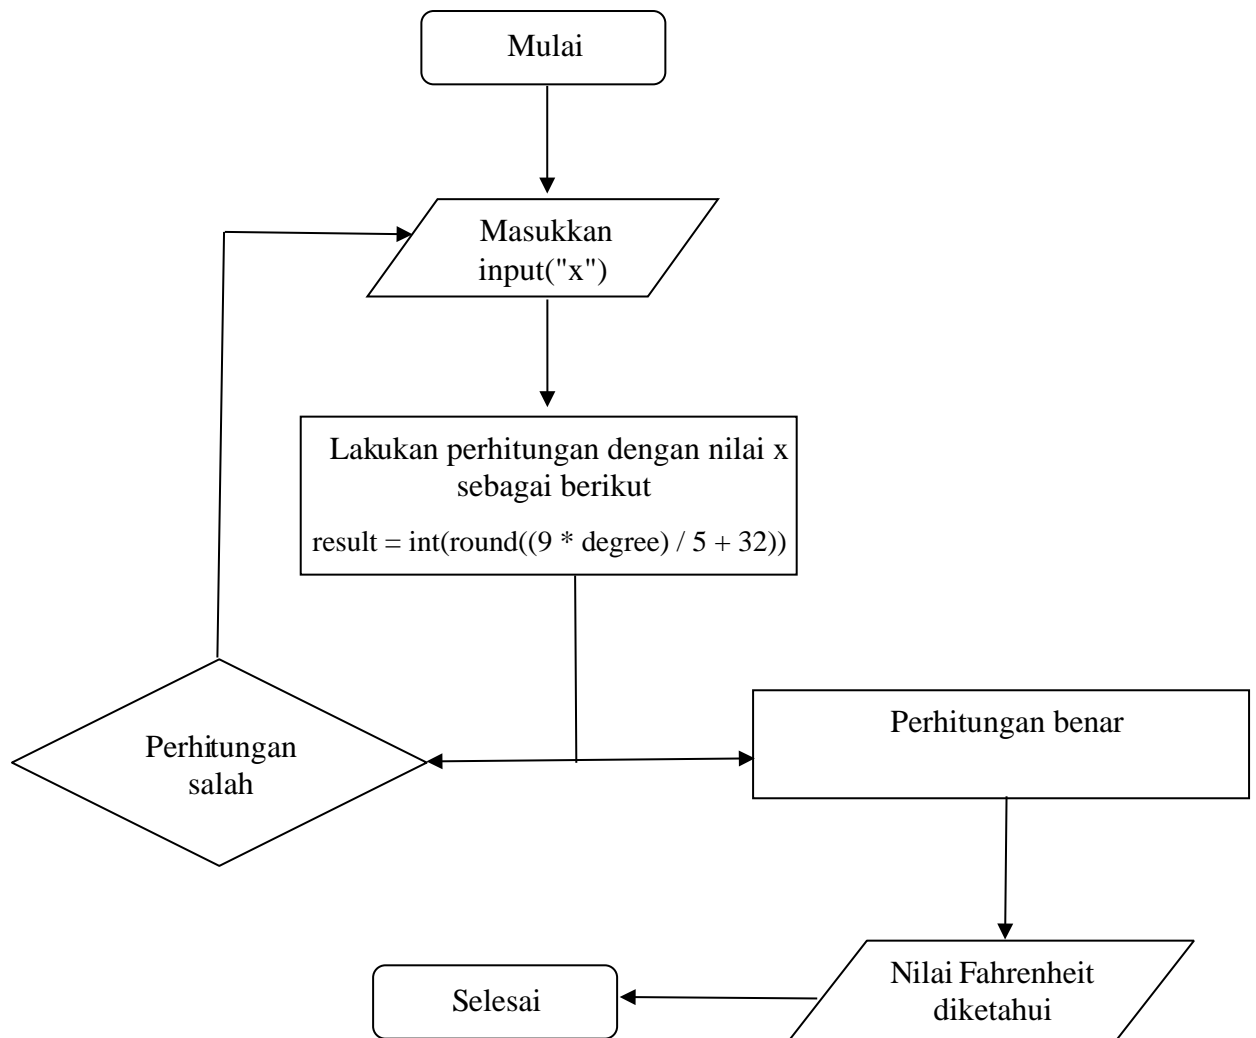 Mulai
Masukkan
input("x")
Lakukan perhitungan dengan nilai x
sebagai berikut
result = int(round((9 * degree) / 5 + 32))
Perhitungan
salah
Perhitungan benar
Nilai Fahrenheit
diketahui
Selesai